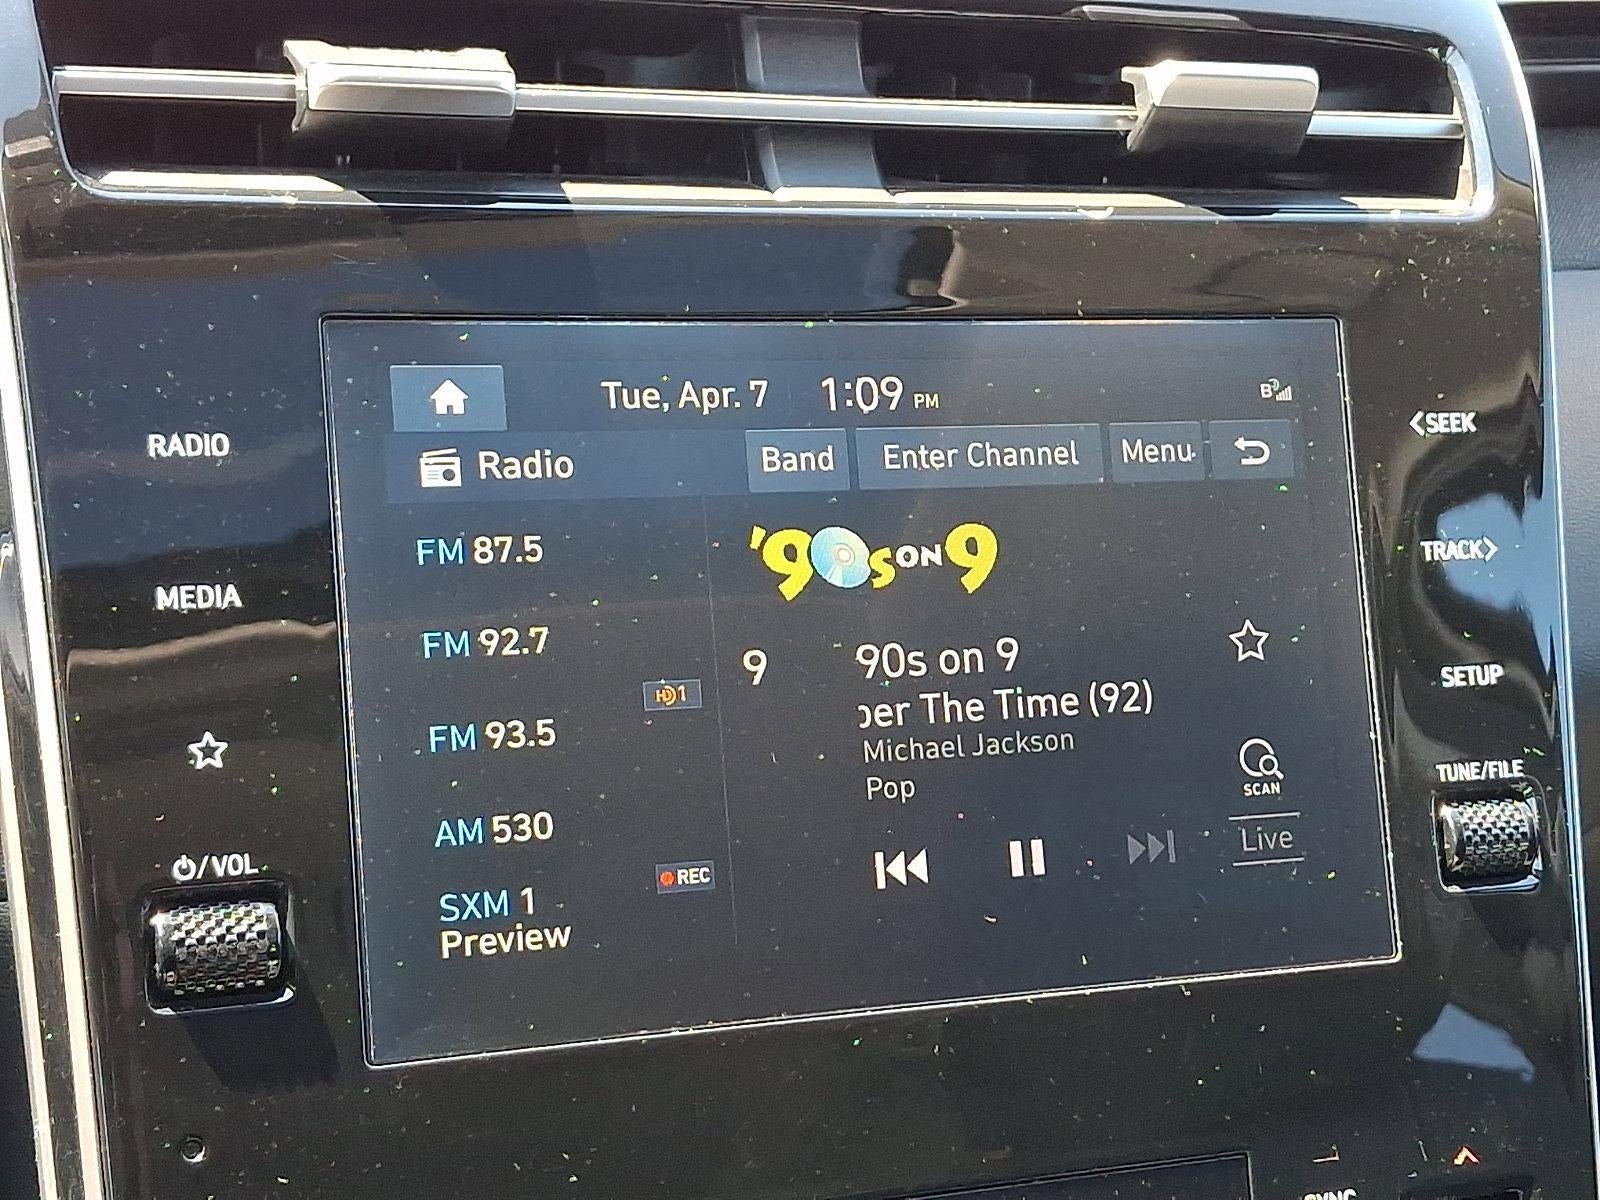 Tue, Apr. 7 1:09 PM B
Radio Band Enter Channel Menu
RADIO
MEDIA
⏻/VOL
FM 87.5
FM 92.7
HD1
FM 93.5
AM 530
REC
SXM 1
Preview
'90s ON 9
9 90s on 9
ber The Time (92)
Michael Jackson
Pop
SCAN
Live
<SEEK
TRACK>
SETUP
TUNE/FILE
SYNC